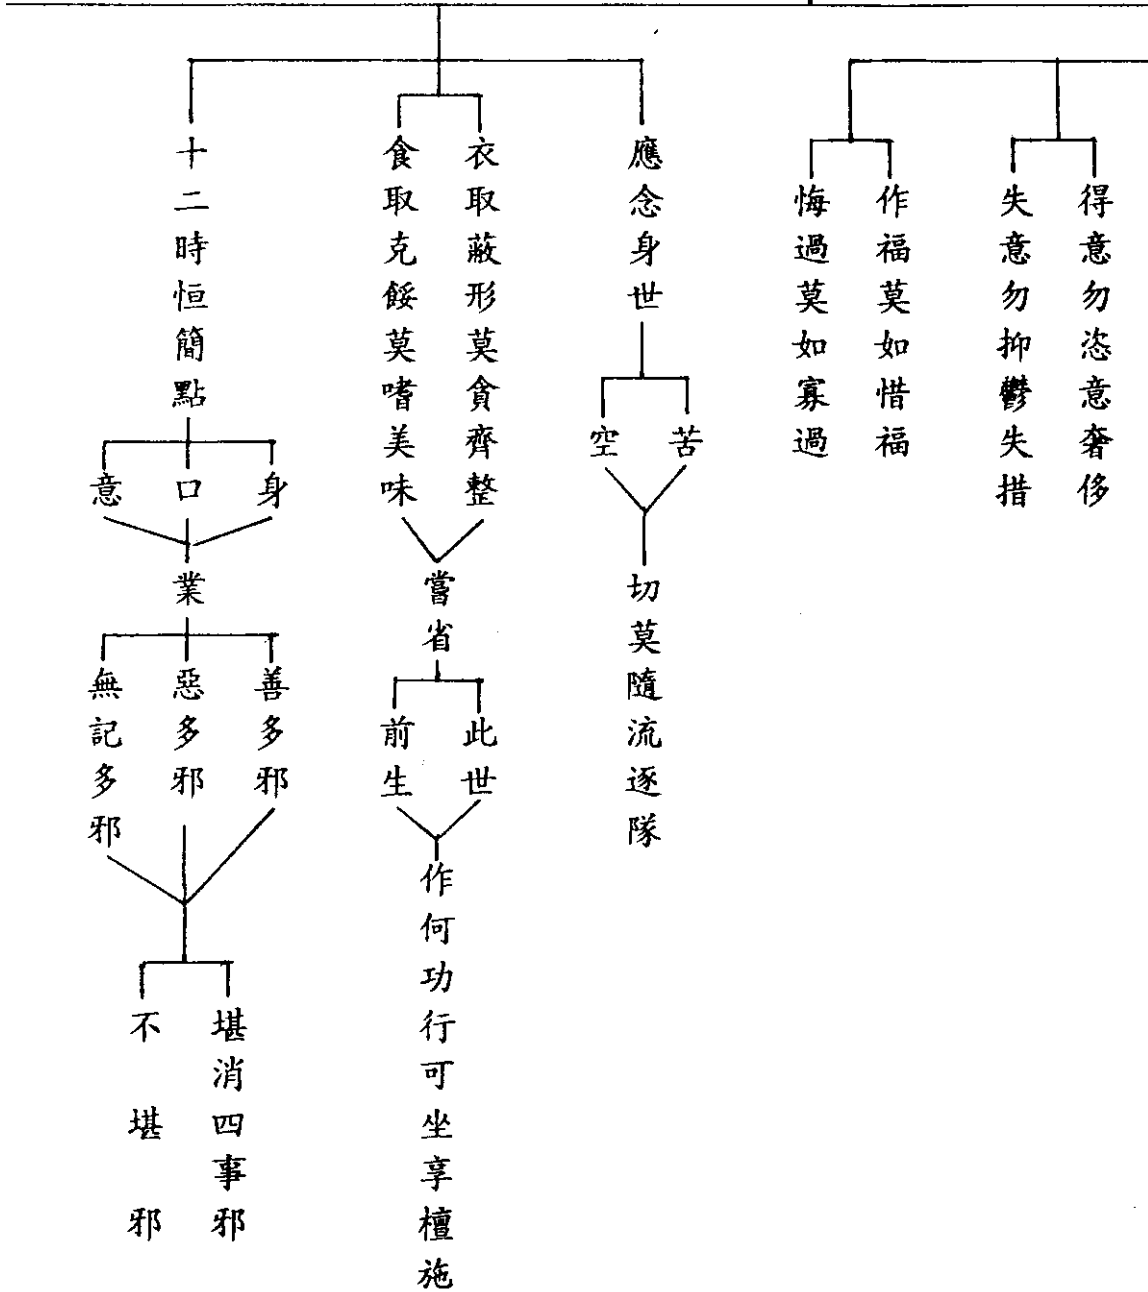 得意勿恣意奢侈
失意勿抑鬱失措
作福莫如惜福
悔過莫如寡過
應念身世
苦
空
切莫隨流逐隊
衣取蔽形莫貪齊整
食取克餒莫嗜美味
嘗省
此世
前生
作何功行可坐享檀施
十二時恒簡點
身
口
意
業
善多邪
惡多邪
無記多邪
堪消四事邪
不堪邪